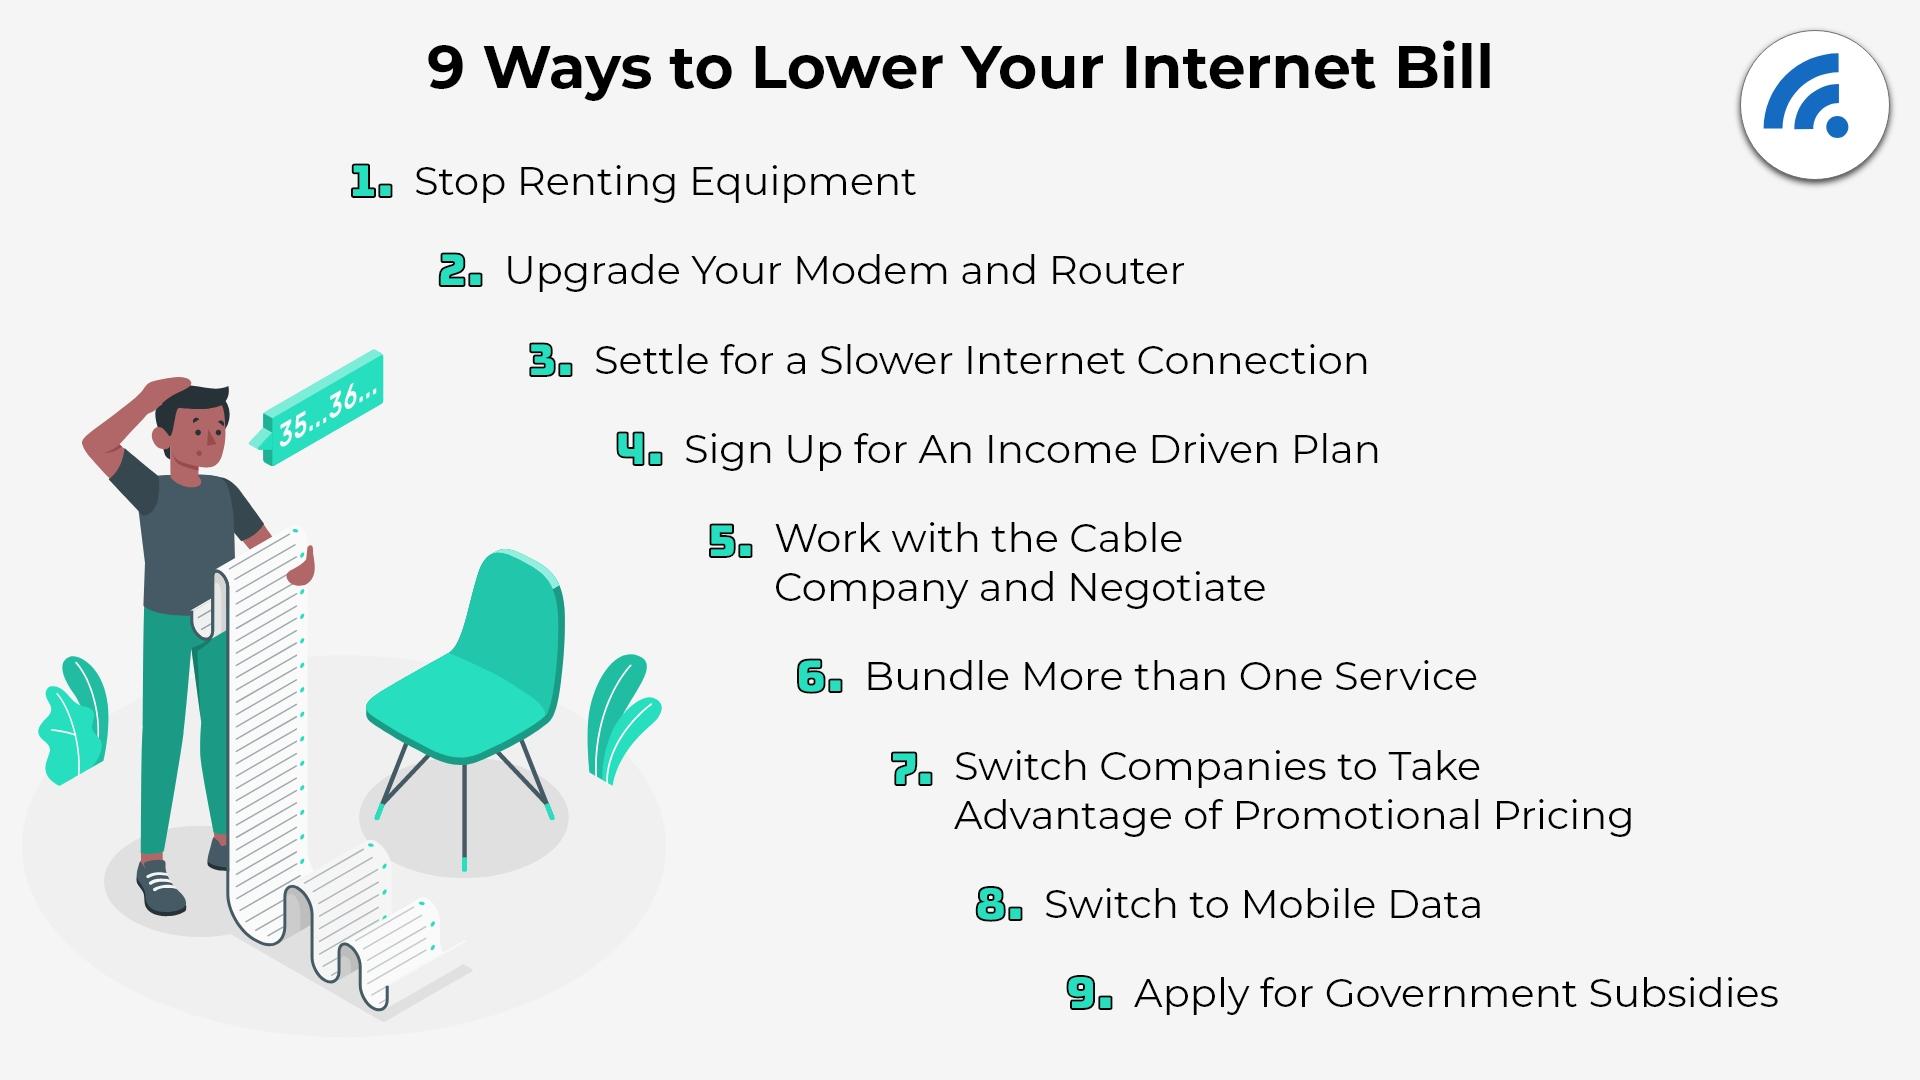 9 Ways to Lower Your Internet Bill
1. Stop Renting Equipment
2. Upgrade Your Modem and Router
3. Settle for a Slower Internet Connection
35...36...
4. Sign Up for An Income Driven Plan
5. Work with the Cable
Company and Negotiate
6. Bundle More than One Service
7. Switch Companies to Take
Advantage of Promotional Pricing
8. Switch to Mobile Data
9. Apply for Government Subsidies